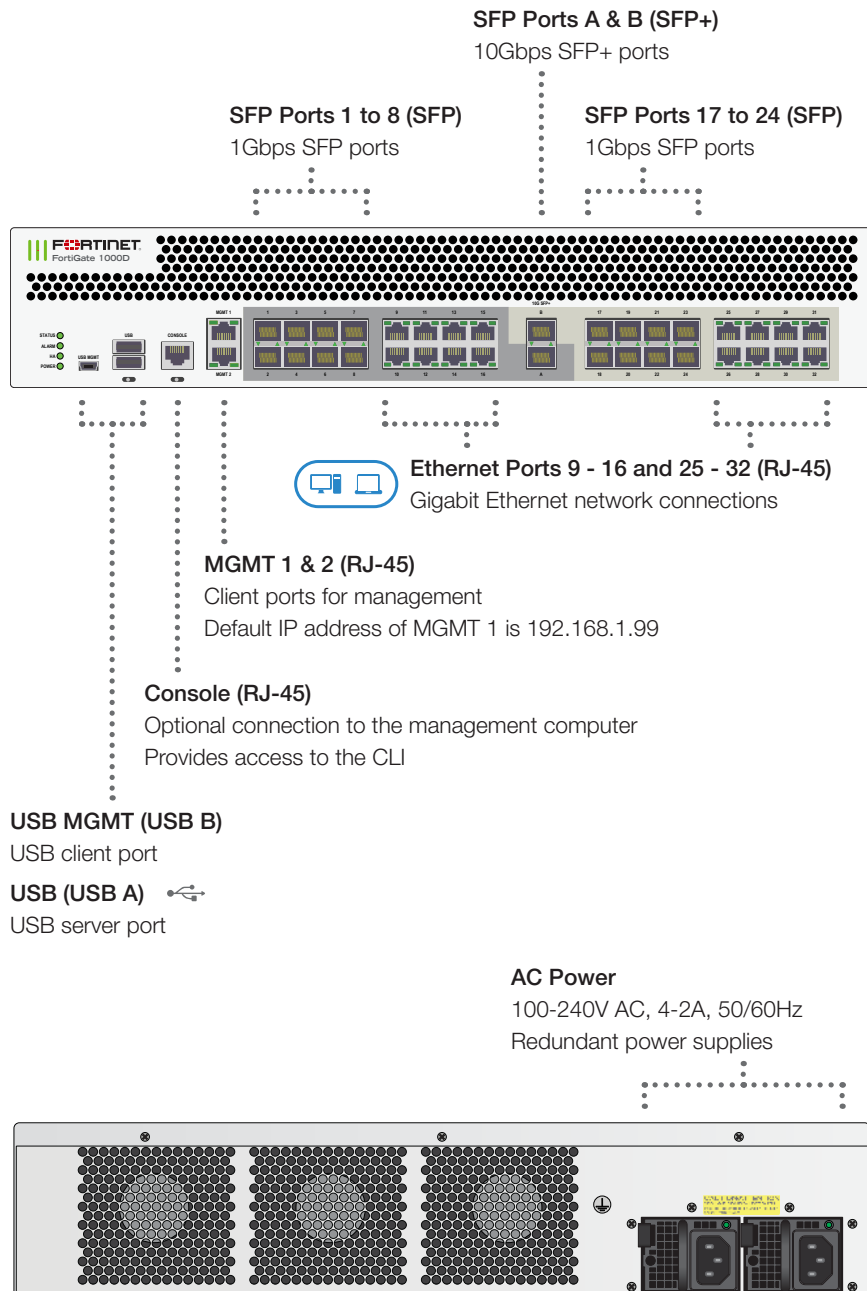 SFP Ports A & B (SFP+)
10Gbps SFP+ ports
SFP Ports 1 to 8 (SFP)
1Gbps SFP ports
SFP Ports 17 to 24 (SFP)
1Gbps SFP ports
FORTINET
FortiGate 1000D
10G SFP+
MGMT 1 1 3 5 7 9 11 13 15 B 17 19 21 23 25 27 29 31
STATUS
ALARM
HA
POWER
USB MGMT
USB
CONSOLE
MGMT 2 2 4 6 8 10 12 14 16 A 18 20 22 24 26 28 30 32
Ethernet Ports 9 - 16 and 25 - 32 (RJ-45)
Gigabit Ethernet network connections
MGMT 1 & 2 (RJ-45)
Client ports for management
Default IP address of MGMT 1 is 192.168.1.99
Console (RJ-45)
Optional connection to the management computer
Provides access to the CLI
USB MGMT (USB B)
USB client port
USB (USB A)
USB server port
AC Power
100-240V AC, 4-2A, 50/60Hz
Redundant power supplies